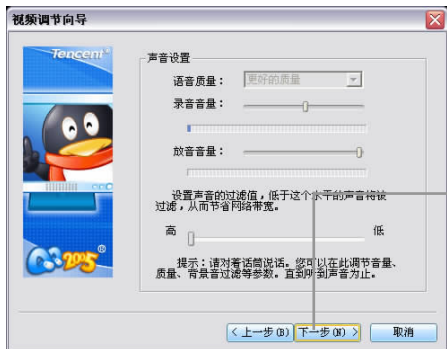 视频调节向导
Tencent
声音设置
语音质量：
更好的质量
录音音量：
放音音量：
设置声音的过滤值，低于这个水平的声音将被
过滤，从而节省网络带宽。
高
低
提示：请对着话筒说话。您可以在此调节音量、
质量、背景音过滤等参数。直到听到声音为止。
QQ2005
< 上一步(B)
下一步(N) >
取消